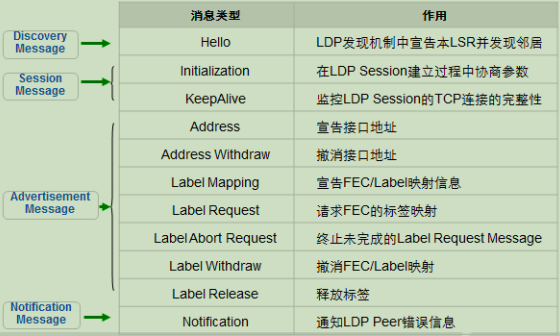 消息类型 作用
Discovery Message
Hello LDP发现机制中宣告本LSR并发现邻居
Session Message
Initialization 在LDP Session建立过程中协商参数
KeepAlive 监控LDP Session的TCP连接的完整性
Advertisement Message
Address 宣告接口地址
Address Withdraw 撤消接口地址
Label Mapping 宣告FEC/Label映射信息
Label Request 请求FEC的标签映射
Label Abort Request 终止未完成的Label Request Message
Label Withdraw 撤消FEC/Label映射
Label Release 释放标签
Notification Message
Notification 通知LDP Peer错误信息